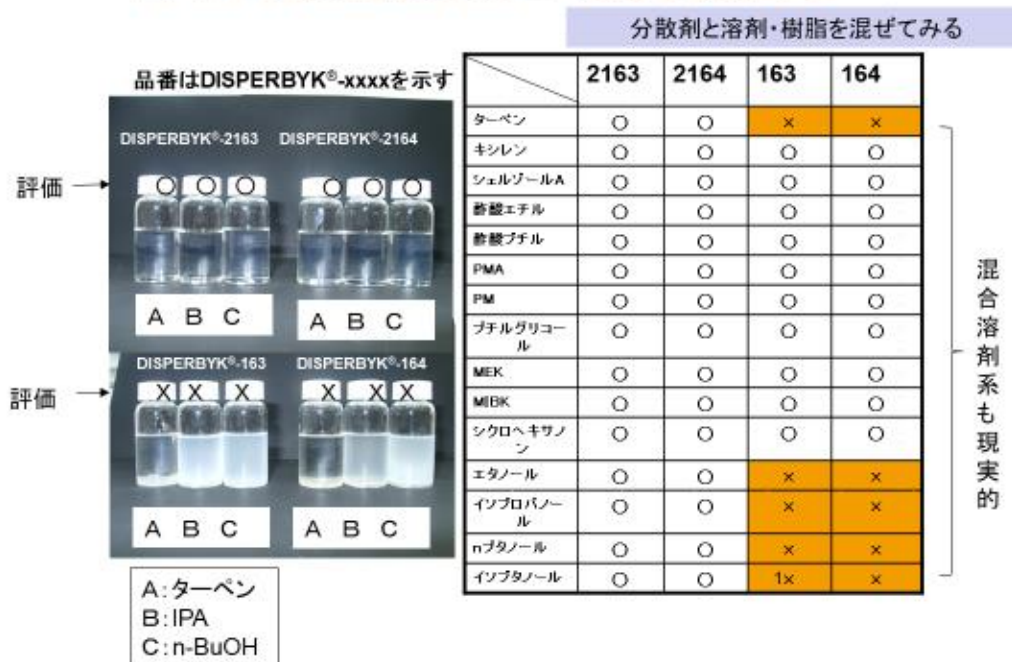 分散剤と溶剤・樹脂を混ぜてみる
品番はDISPERBYK®-xxxxを示す
DISPERBYK®-2163 DISPERBYK®-2164
評価
○ ○ ○ ○ ○ ○
A B C A B C
DISPERBYK®-163 DISPERBYK®-164
評価
X X X X X X
A B C A B C
A:ターペン
B:IPA
C:n-BuOH
2163 2164 163 164
ターペン ○ ○ × ×
キシレン ○ ○ ○ ○
シェルゾールA ○ ○ ○ ○
酢酸エチル ○ ○ ○ ○
酢酸ブチル ○ ○ ○ ○
PMA ○ ○ ○ ○
PM ○ ○ ○ ○
ブチルグリコー
ル ○ ○ ○ ○
MEK ○ ○ ○ ○
MIBK ○ ○ ○ ○
シクロヘキサノ
ン ○ ○ ○ ○
エタノール ○ ○ × ×
イソプロパノー
ル ○ ○ × ×
nブタノール ○ ○ × ×
イソブタノール ○ ○ 1× ×
混合溶剤系も現実的